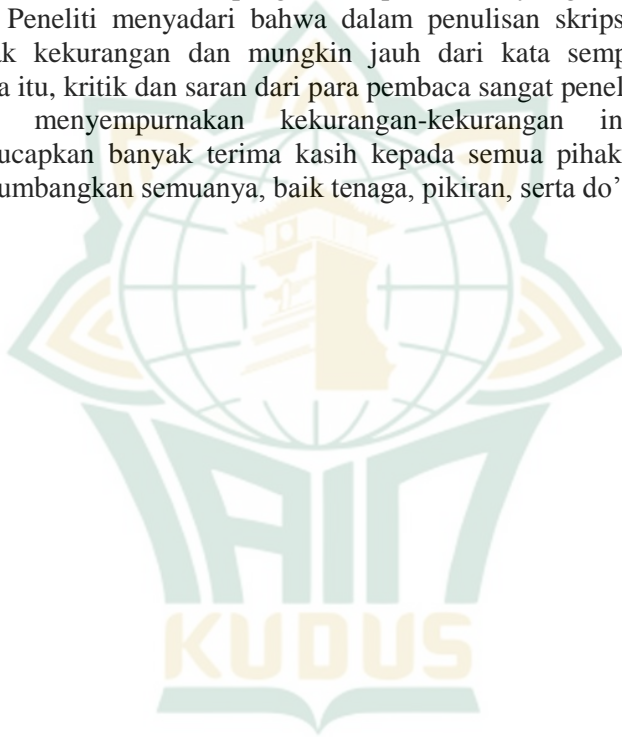 Peneliti menyadari bahwa dalam penulisan skrips
ak kekurangan dan mungkin jauh dari kata semp
a itu, kritik dan saran dari para pembaca sangat penel
menyempurnakan kekurangan-kekurangan in
ucapkan banyak terima kasih kepada semua pihak
umbangkan semuanya, baik tenaga, pikiran, serta do’
IAIN
KUDUS